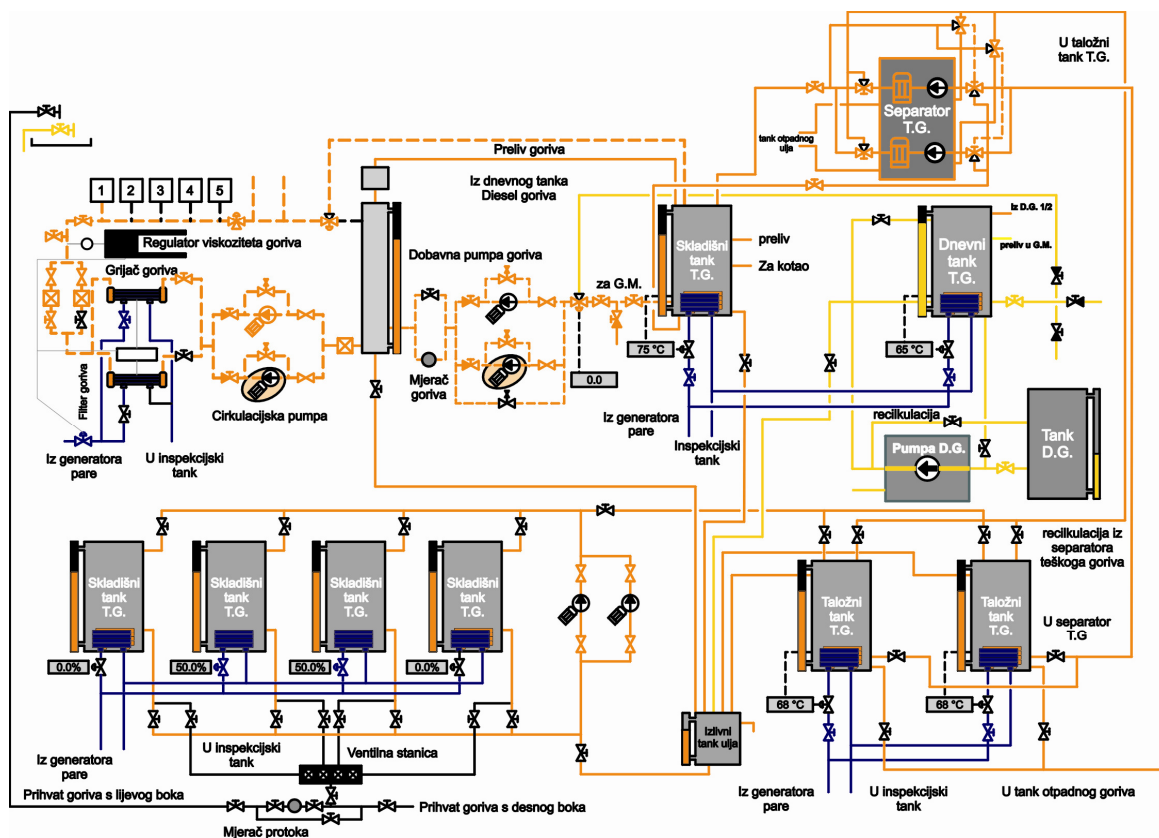 U taložni
tank T.G.
Separator
T.G.
tank otpadnog
ulja
Preliv goriva
Iz dnevnog tanka
Diesel goriva
1 2 3 4 5
Regulator viskoziteta goriva
Grijač goriva
Dobavna pumpa goriva
za G.M.
Skladišni
tank
T.G.
preliv
Za kotao
Dnevni
tank
T.G.
Iz D.G. 1/2
preliv u G.M.
Filter goriva
Cirkulacijska pumpa
Mjerač
goriva
0.0
75 °C
65 °C
Iz generatora
pare
Inspekcijski
tank
recilkulacija
Pumpa D.G.
Tank
D.G.
Iz generatora
pare
U inspekcijski
tank
Skladišni
tank
T.G.
Skladišni
tank
T.G.
Skladišni
tank
T.G.
Skladišni
tank
T.G.
0.0%
50.0%
50.0%
0.0%
recilkulacija iz
separatora
teškoga goriva
Taložni
tank
T.G.
Taložni
tank
T.G.
U separator
T.G
68 °C
68 °C
Izlivni
tank ulja
Iz generatora
pare
U inspekcijski
tank
Ventilna stanica
Prihvat goriva s lijevog boka
Prihvat goriva s desnog boka
Mjerač protoka
Iz generatora
pare
U inspekcijski
tank
U tank otpadnog goriva